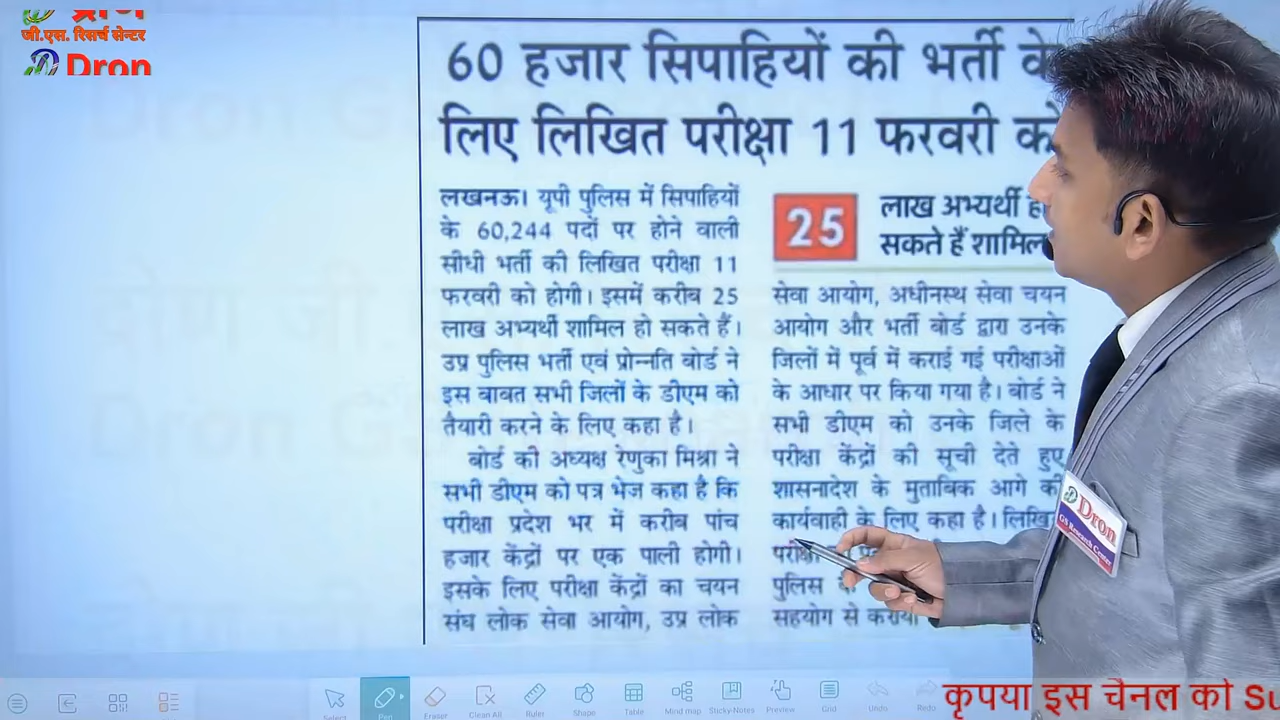 जी.एस. रिसर्च सेन्टर
Dron
60 हजार सिपाहियों की भर्ती के
लिए लिखित परीक्षा 11 फरवरी को
लखनऊ। यूपी पुलिस में सिपाहियों
के 60,244 पदों पर होने वाली
सीधी भर्ती की लिखित परीक्षा 11
फरवरी को होगी। इसमें करीब 25
लाख अभ्यर्थी शामिल हो सकते हैं।
उप्र पुलिस भर्ती एवं प्रोन्नति बोर्ड ने
इस बाबत सभी जिलों के डीएम को
तैयारी करने के लिए कहा है।
बोर्ड की अध्यक्ष रेणुका मिश्रा ने
सभी डीएम को पत्र भेज कहा है कि
परीक्षा प्रदेश भर में करीब पांच
हजार केंद्रों पर एक पाली होगी।
इसके लिए परीक्षा केंद्रों का चयन
संघ लोक सेवा आयोग, उप्र लोक
25
लाख अभ्यर्थी हो
सकते हैं शामिल
सेवा आयोग, अधीनस्थ सेवा चयन
आयोग और भर्ती बोर्ड द्वारा उनके
जिलों में पूर्व में कराई गई परीक्षाओं
के आधार पर किया गया है। बोर्ड ने
सभी डीएम को उनके जिले के
परीक्षा केंद्रों की सूची देते हुए
शासनादेश के मुताबिक आगे की
कार्यवाही के लिए कहा है। लिखि
पुलिस
सहयोग से
Dron
GS Research Center
Select
Pen
Eraser
Clean All
Ruler
Shape
Table
Mind map
Sticky-Notes
Preview
Grid
Undo
Redo
कृपया इस चैनल को Su